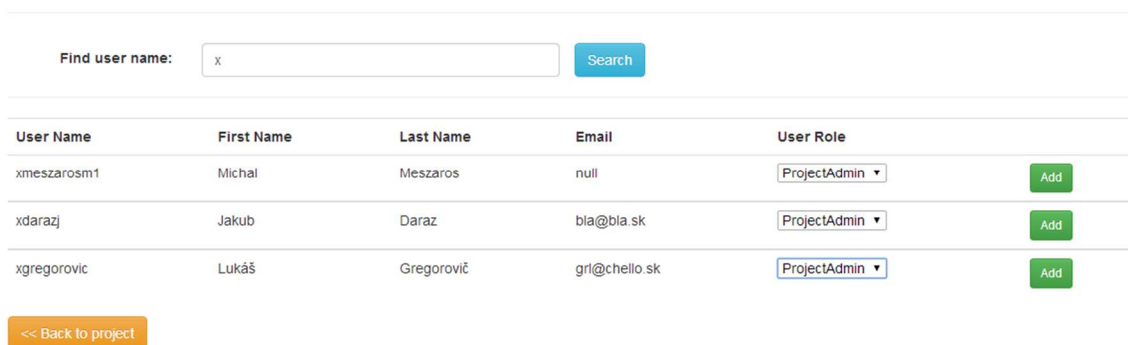 Find user name: x Search
User Name First Name Last Name Email User Role
xmeszarosm1 Michal Meszaros null ProjectAdmin Add
xdarazj Jakub Daraz bla@bla.sk ProjectAdmin Add
xgregorovic Lukáš Gregorovič grl@chello.sk ProjectAdmin Add
<< Back to project